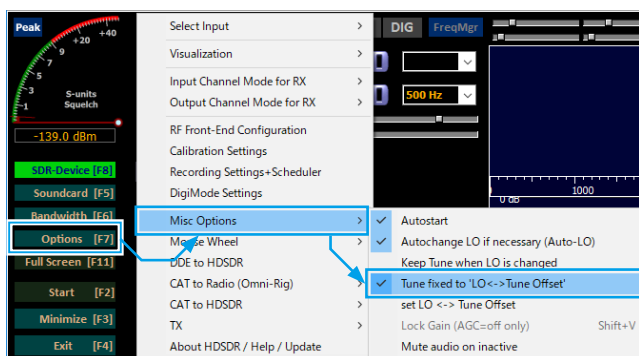 Peak
+20
+40
9
7
5
3
1
S-units
Squelch
-139.0 dBm
SDR-Device [F8]
Soundcard [F5]
Bandwidth [F6]
Options [F7]
Full Screen [F11]
Start [F2]
Minimize [F3]
Exit [F4]
Select Input >
Visualization >
Input Channel Mode for RX >
Output Channel Mode for RX >
RF Front-End Configuration
Calibration Settings
Recording Settings+Scheduler
DigiMode Settings
Misc Options >
Mouse Wheel >
DDE to HDSDR
CAT to Radio (Omni-Rig) >
CAT to HDSDR >
TX >
About HDSDR / Help / Update
DIG FreqMgr
500 Hz
1000
0 dB
✓ Autostart
✓ Autochange LO if necessary (Auto-LO)
Keep Tune when LO is changed
✓ Tune fixed to 'LO<->Tune Offset'
set LO <-> Tune Offset
Lock Gain (AGC=off only) Shift+V
Mute audio on inactive